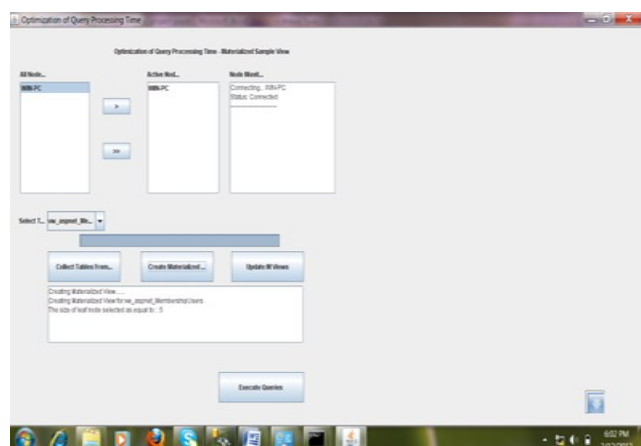 Optimization of Query Processing Time
Optimization of Query Processing Time - Materialized Sample View
All Node...
Active Nod...
Node Monit...
WIN-PC
WIN-PC
Connecting... WIN-PC
Status: Connected
>
>>
Select T...
vw_aspnet_Me...
Collect Tables From...
Create Materialized ...
Update M Views
Creating Materialized View......
Creating Materialized View for vw_aspnet_MembershipUsers
The size of leaf node selected as equal to : 5
Execute Queries
6:02 PM